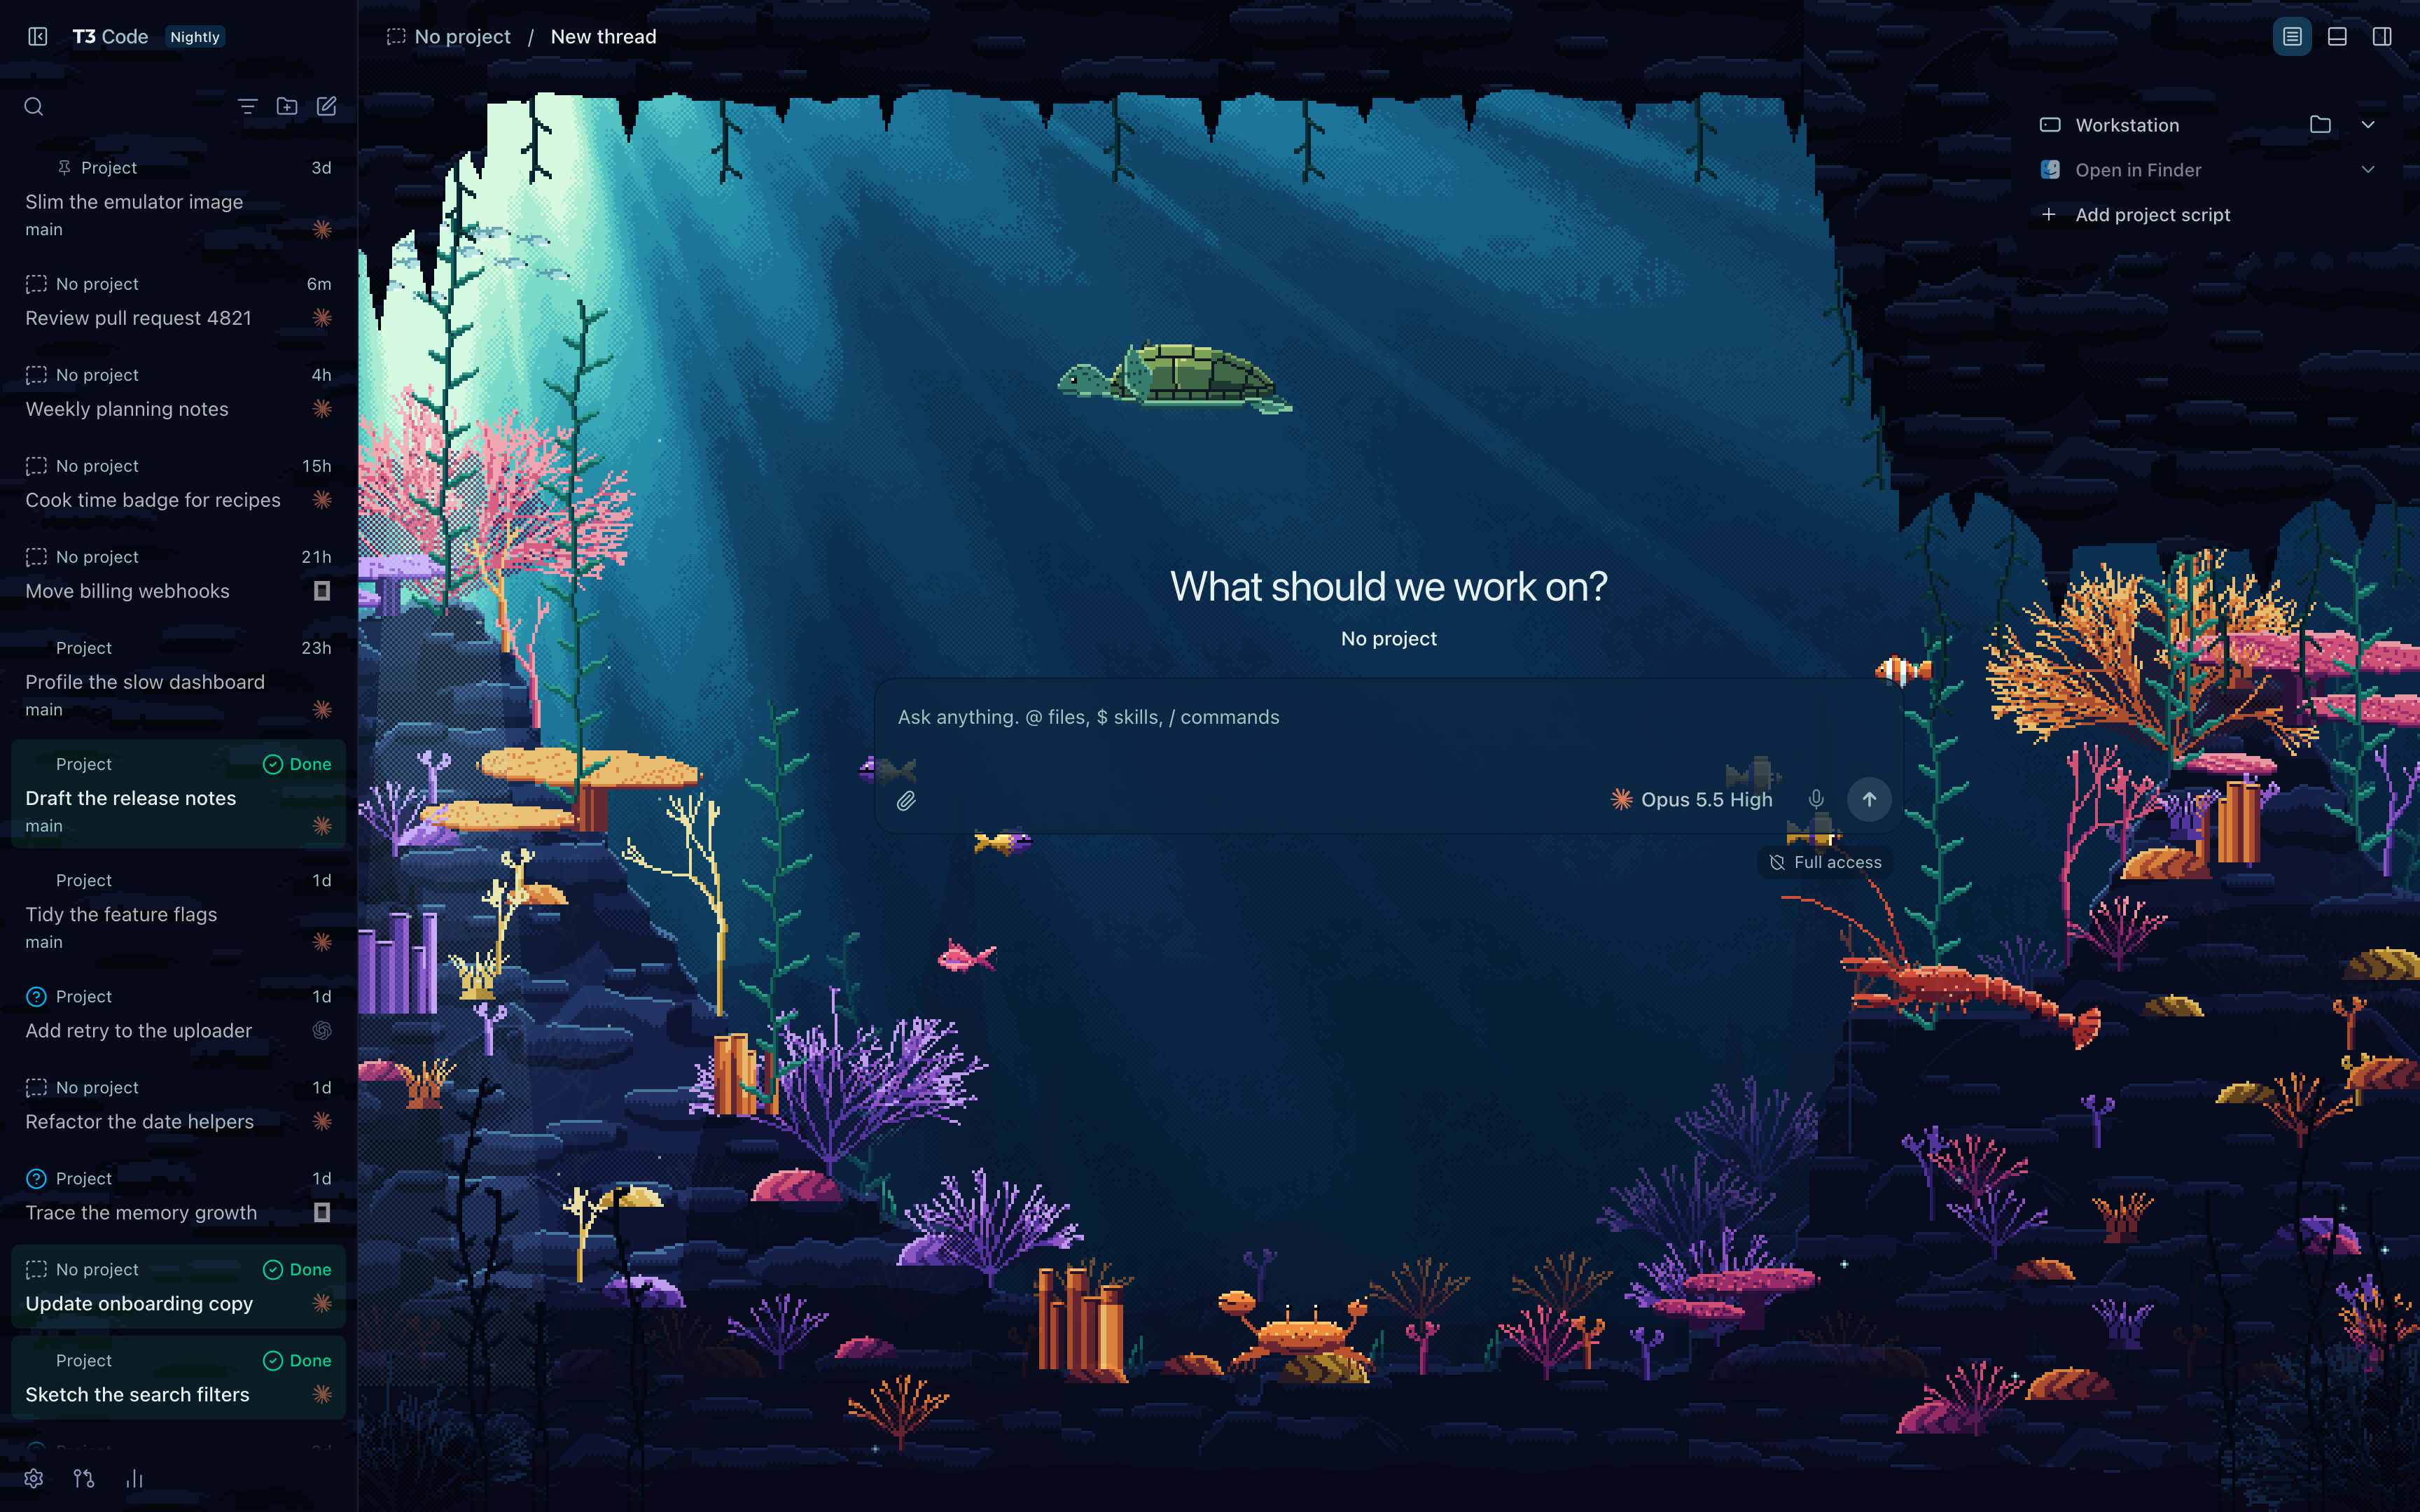 T3 Code Nightly
No project / New thread
Project 3d
Slim the emulator image
main
No project 6m
Review pull request 4821
No project 4h
Weekly planning notes
No project 15h
Cook time badge for recipes
No project 21h
Move billing webhooks
Project 23h
Profile the slow dashboard
main
Project Done
Draft the release notes
main
Project 1d
Tidy the feature flags
main
Project 1d
Add retry to the uploader
No project 1d
Refactor the date helpers
Project 1d
Trace the memory growth
No project Done
Update onboarding copy
Project Done
Sketch the search filters
What should we work on?
No project
Ask anything. @ files, $ skills, / commands
Opus 5.5 High
Full access
Workstation
Open in Finder
Add project script